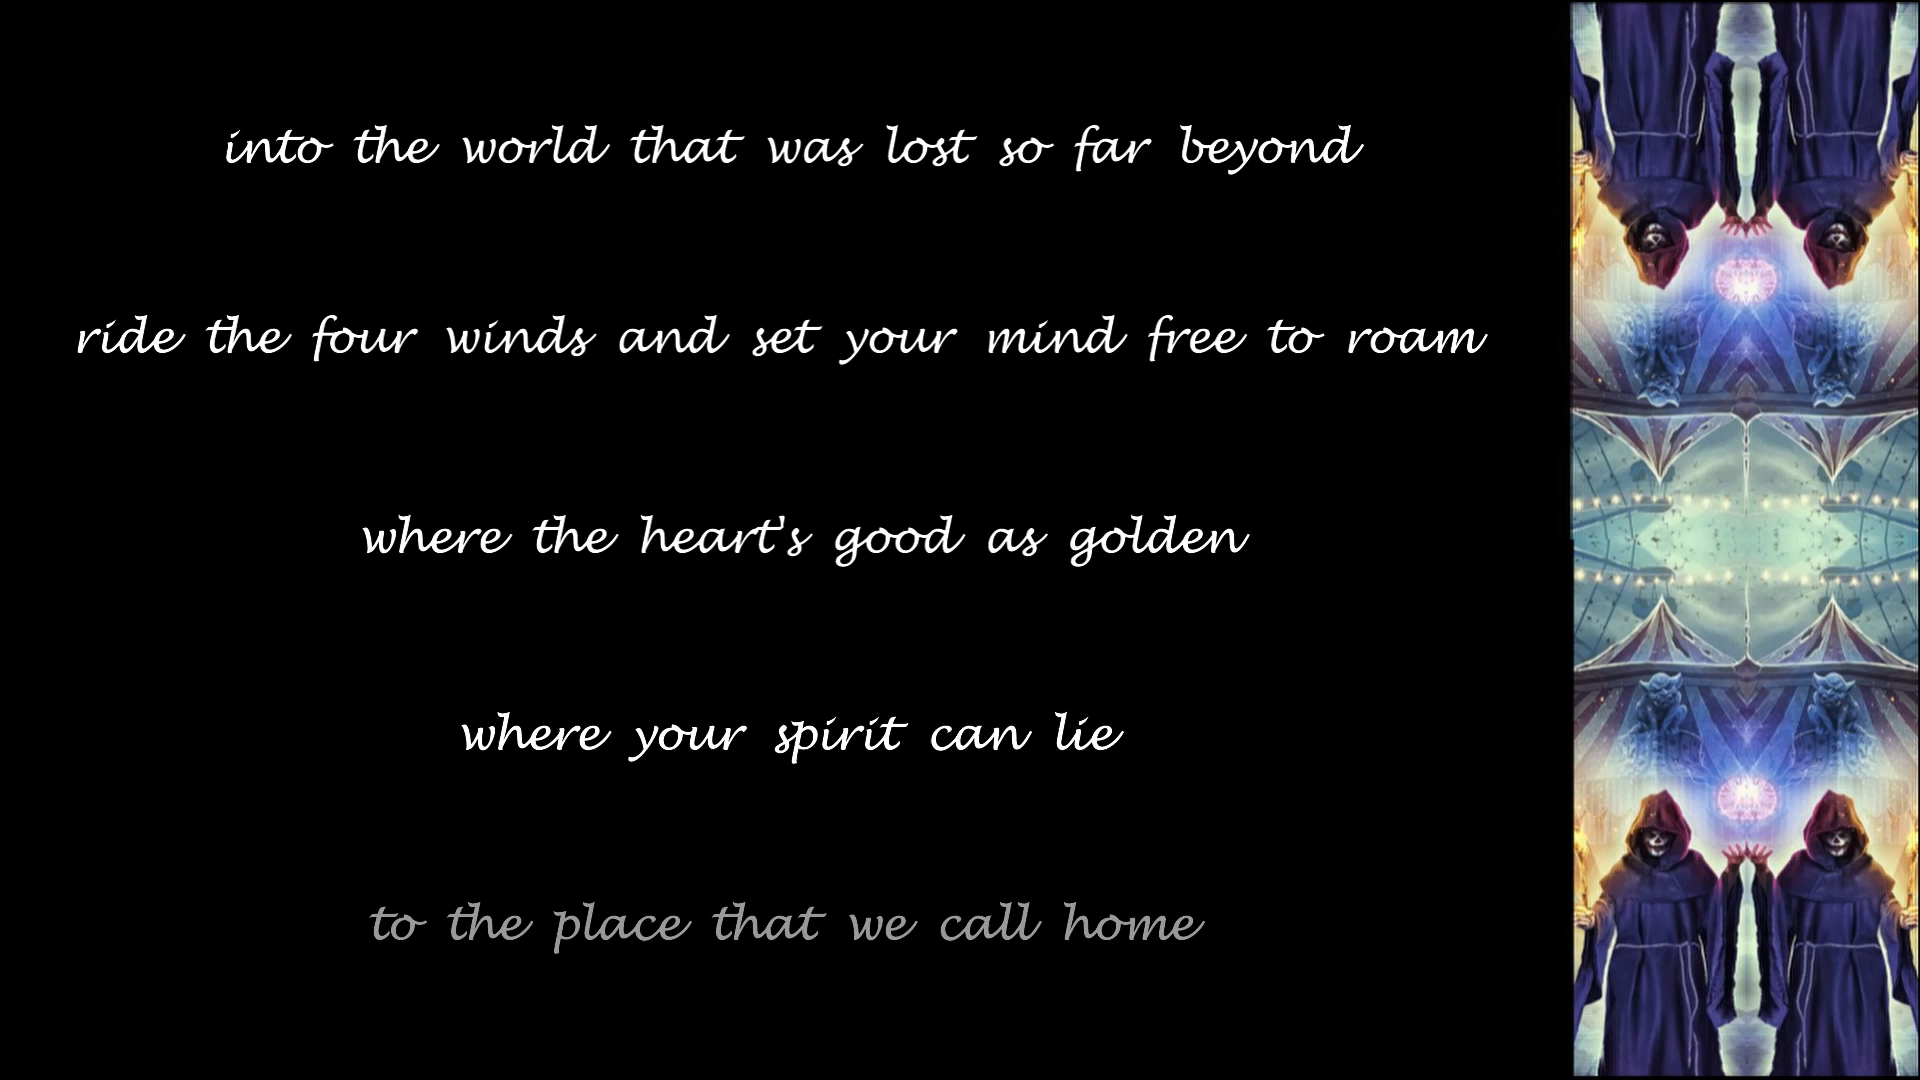 into the world that was lost so far beyond
ride the four winds and set your mind free to roam
where the heart's good as golden
where your spirit can lie
to the place that we call home